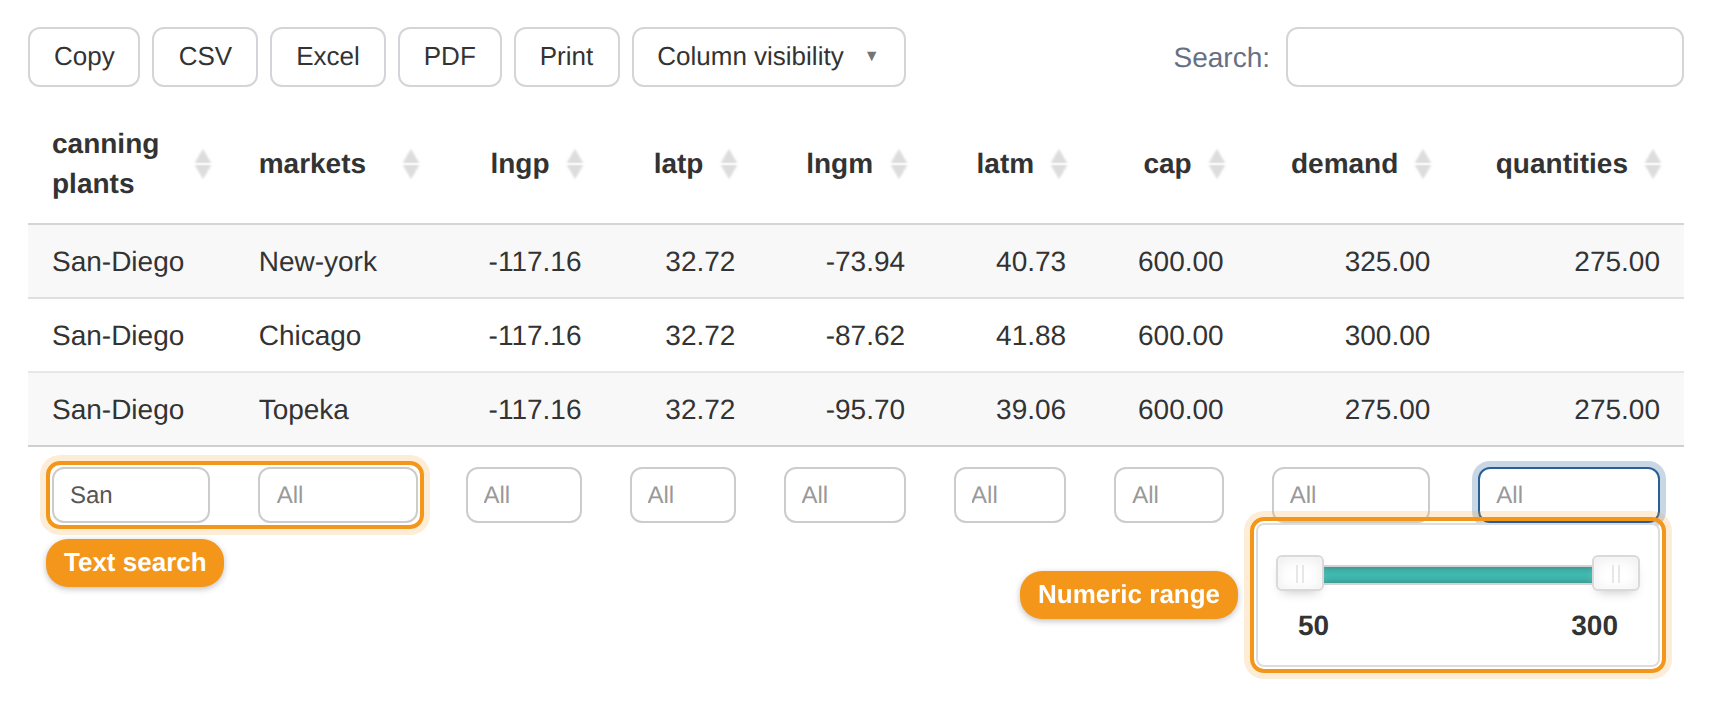 Copy CSV Excel PDF Print Column visibility ▼ Search:
canning plants markets lngp latp lngm latm cap demand quantities
San-Diego New-york -117.16 32.72 -73.94 40.73 600.00 325.00 275.00
San-Diego Chicago -117.16 32.72 -87.62 41.88 600.00 300.00
San-Diego Topeka -117.16 32.72 -95.70 39.06 600.00 275.00 275.00
San All All All All All All All All
Text search
Numeric range
50 300